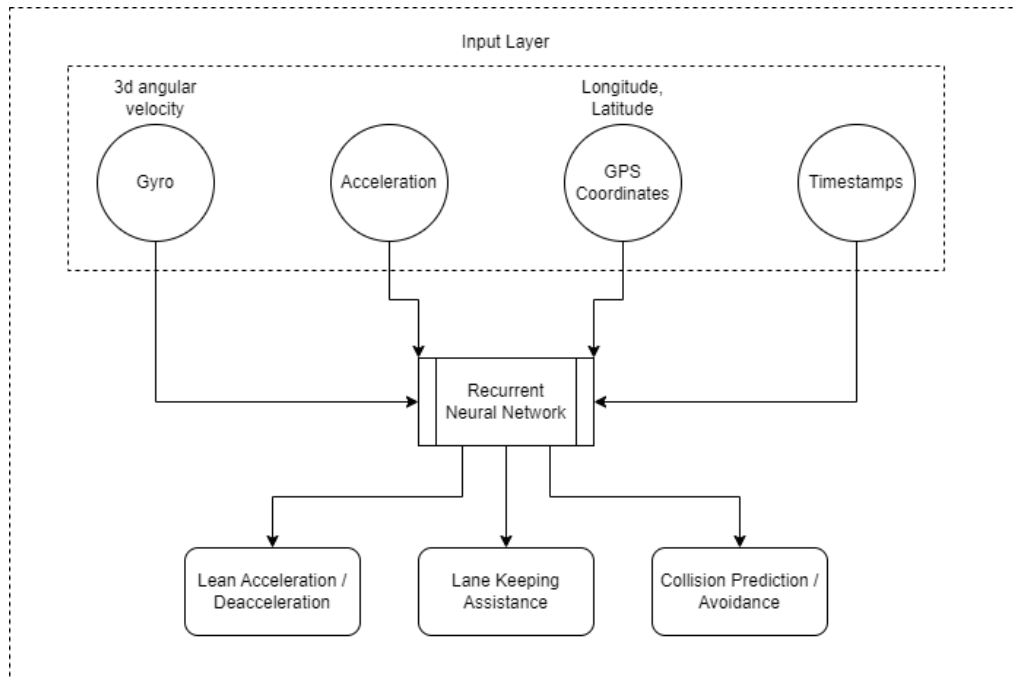 Input Layer
3d angular
velocity
Longitude,
Latitude
Gyro
Acceleration
GPS
Coordinates
Timestamps
Recurrent
Neural Network
Lean Acceleration /
Deacceleration
Lane Keeping
Assistance
Collision Prediction /
Avoidance